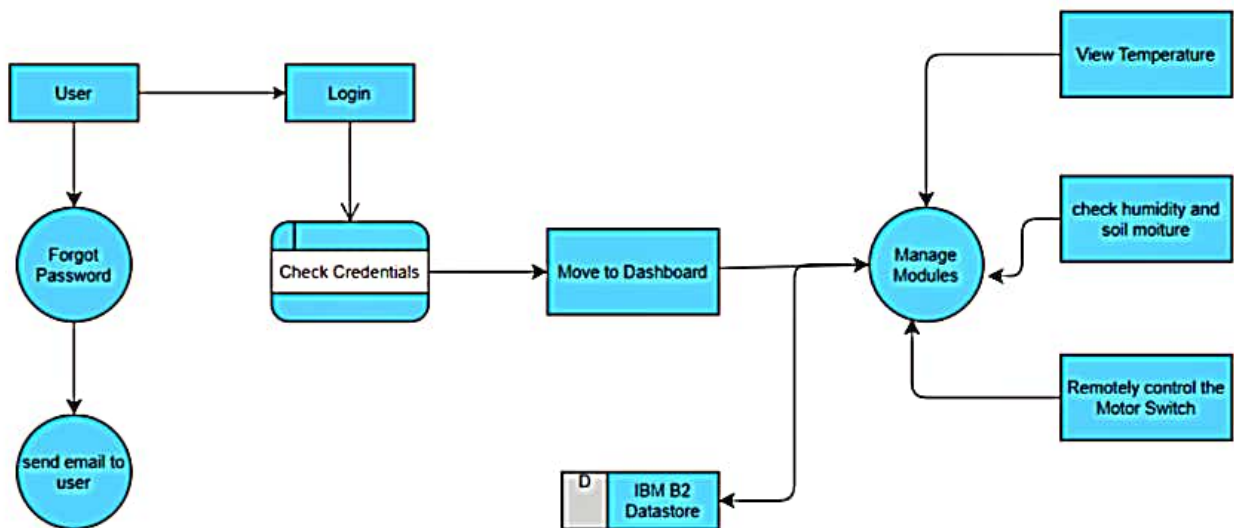 User
Login
View Temperature
Forgot
Password
Check Credentials
Move to Dashboard
Manage
Modules
check humidity and
soil moiture
Remotely control the
Motor Switch
send email to
user
D
IBM B2
Datastore